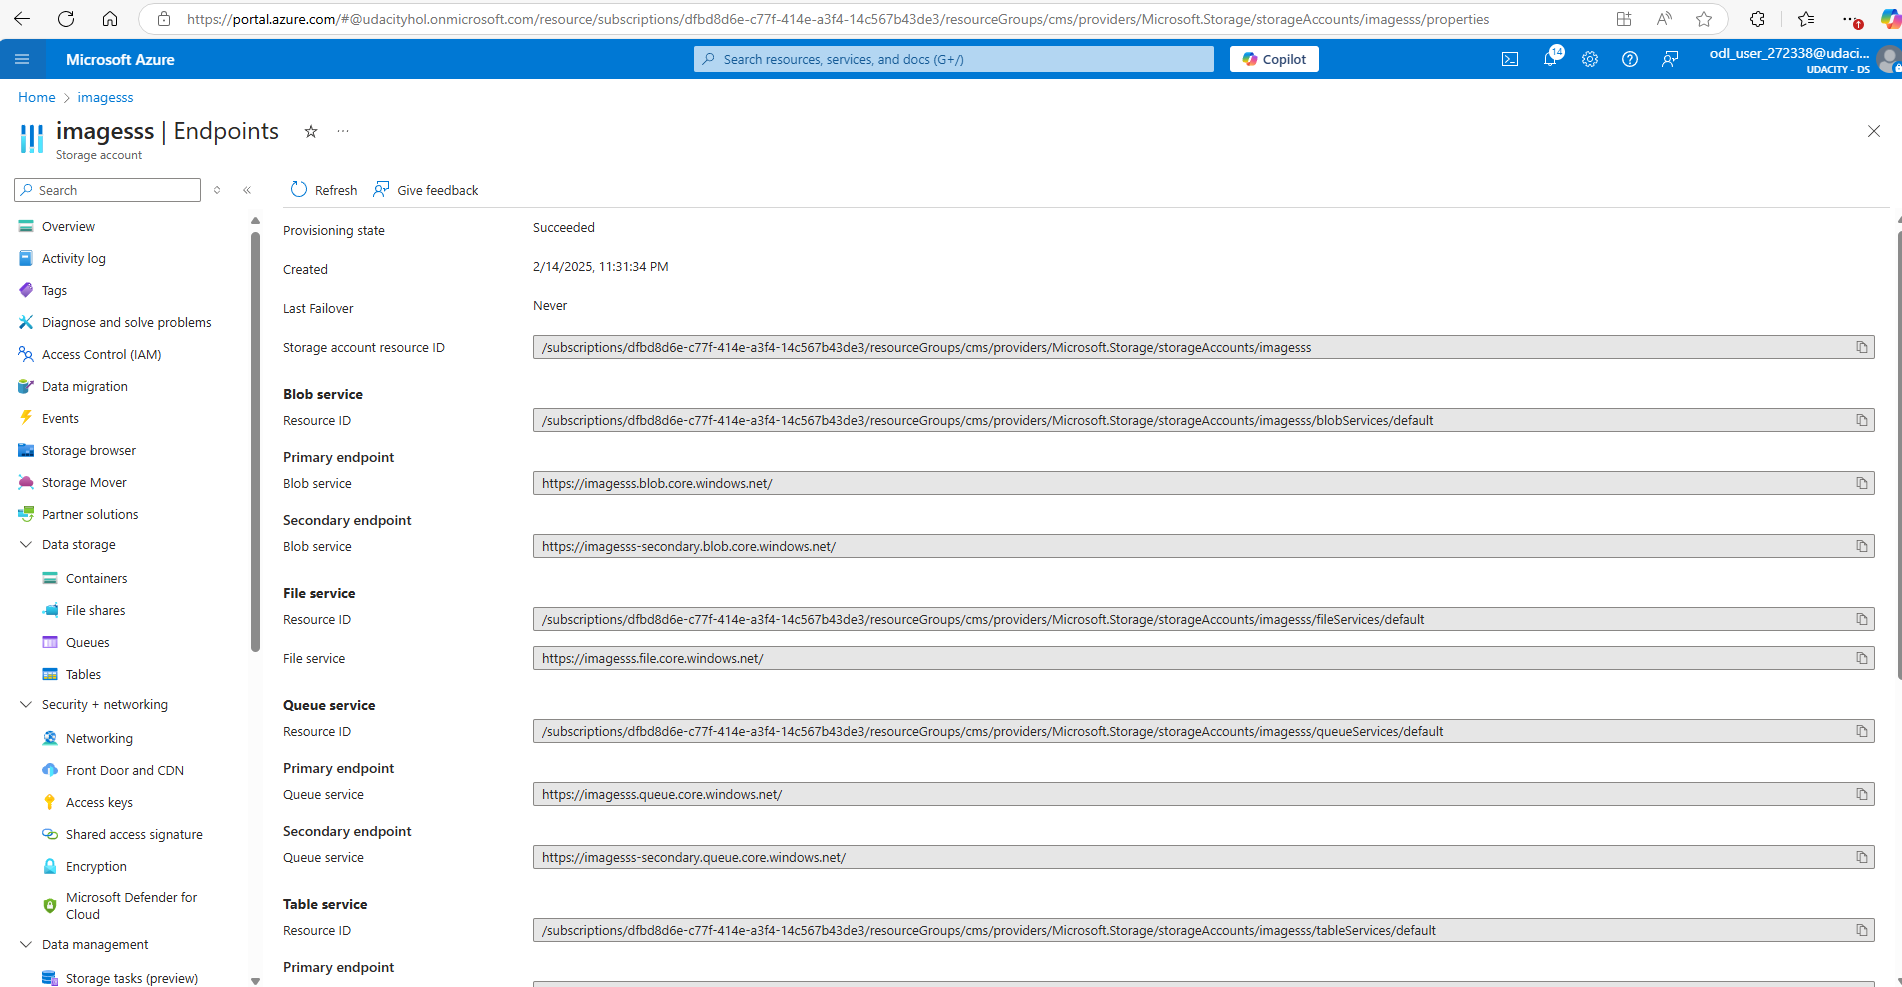 https://portal.azure.com/#@udacityhol.onmicrosoft.com/resource/subscriptions/dfbd8d6e-c77f-414e-a3f4-14c567b43de3/resourceGroups/cms/providers/Microsoft.Storage/storageAccounts/imagesss/properties
Microsoft Azure
Search resources, services, and docs (G+/)
Copilot
14
odl_user_272338@udaci...
UDACITY - DS
Home > imagesss
imagesss | Endpoints
Storage account
Search
Refresh
Give feedback
Overview
Activity log
Tags
Diagnose and solve problems
Access Control (IAM)
Data migration
Events
Storage browser
Storage Mover
Partner solutions
Data storage
Containers
File shares
Queues
Tables
Security + networking
Networking
Front Door and CDN
Access keys
Shared access signature
Encryption
Microsoft Defender for
Cloud
Data management
Storage tasks (preview)
Provisioning state Succeeded
Created 2/14/2025, 11:31:34 PM
Last Failover Never
Storage account resource ID /subscriptions/dfbd8d6e-c77f-414e-a3f4-14c567b43de3/resourceGroups/cms/providers/Microsoft.Storage/storageAccounts/imagesss
Blob service
Resource ID /subscriptions/dfbd8d6e-c77f-414e-a3f4-14c567b43de3/resourceGroups/cms/providers/Microsoft.Storage/storageAccounts/imagesss/blobServices/default
Primary endpoint
Blob service https://imagesss.blob.core.windows.net/
Secondary endpoint
Blob service https://imagesss-secondary.blob.core.windows.net/
File service
Resource ID /subscriptions/dfbd8d6e-c77f-414e-a3f4-14c567b43de3/resourceGroups/cms/providers/Microsoft.Storage/storageAccounts/imagesss/fileServices/default
File service https://imagesss.file.core.windows.net/
Queue service
Resource ID /subscriptions/dfbd8d6e-c77f-414e-a3f4-14c567b43de3/resourceGroups/cms/providers/Microsoft.Storage/storageAccounts/imagesss/queueServices/default
Primary endpoint
Queue service https://imagesss.queue.core.windows.net/
Secondary endpoint
Queue service https://imagesss-secondary.queue.core.windows.net/
Table service
Resource ID /subscriptions/dfbd8d6e-c77f-414e-a3f4-14c567b43de3/resourceGroups/cms/providers/Microsoft.Storage/storageAccounts/imagesss/tableServices/default
Primary endpoint